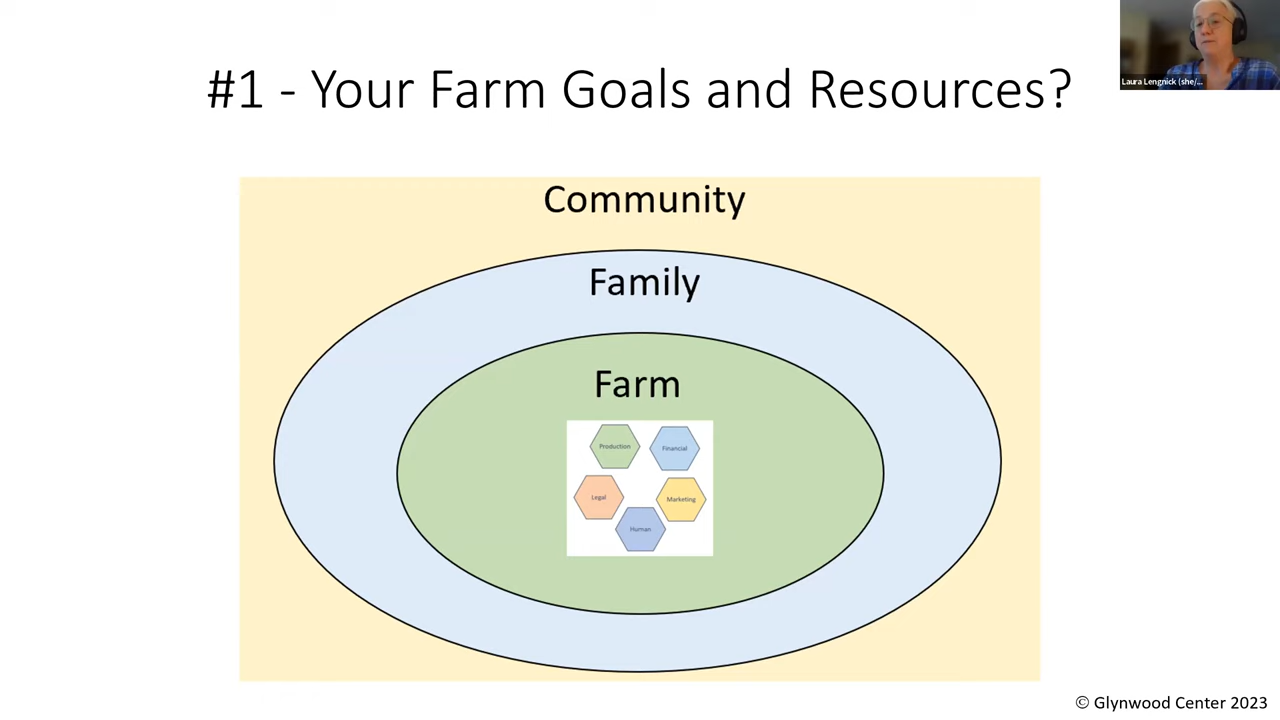 Laura Lengnick (she/...
#1 - Your Farm Goals and Resources?
Community
Family
Farm
Production
Financial
Legal
Marketing
Human
© Glynwood Center 2023